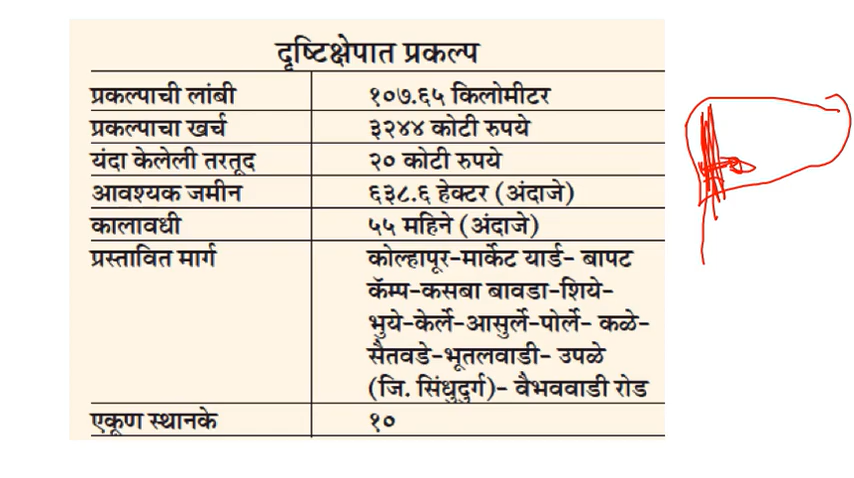 दृष्टिक्षेपात प्रकल्प
प्रकल्पाची लांबी १०७.६५ किलोमीटर
प्रकल्पाचा खर्च ३२४४ कोटी रुपये
यंदा केलेली तरतूद २० कोटी रुपये
आवश्यक जमीन ६३८.६ हेक्टर (अंदाजे)
कालावधी ५५ महिने (अंदाजे)
प्रस्तावित मार्ग कोल्हापूर-मार्केट यार्ड- बापट
कॅम्प-कसबा बावडा-शिये-
भुये-केर्ले-आसुर्ले-पोर्ले- कळे-
सैतवडे-भूतलवाडी- उपळे
(जि. सिंधुदुर्ग)- वैभववाडी रोड
एकूण स्थानके १०